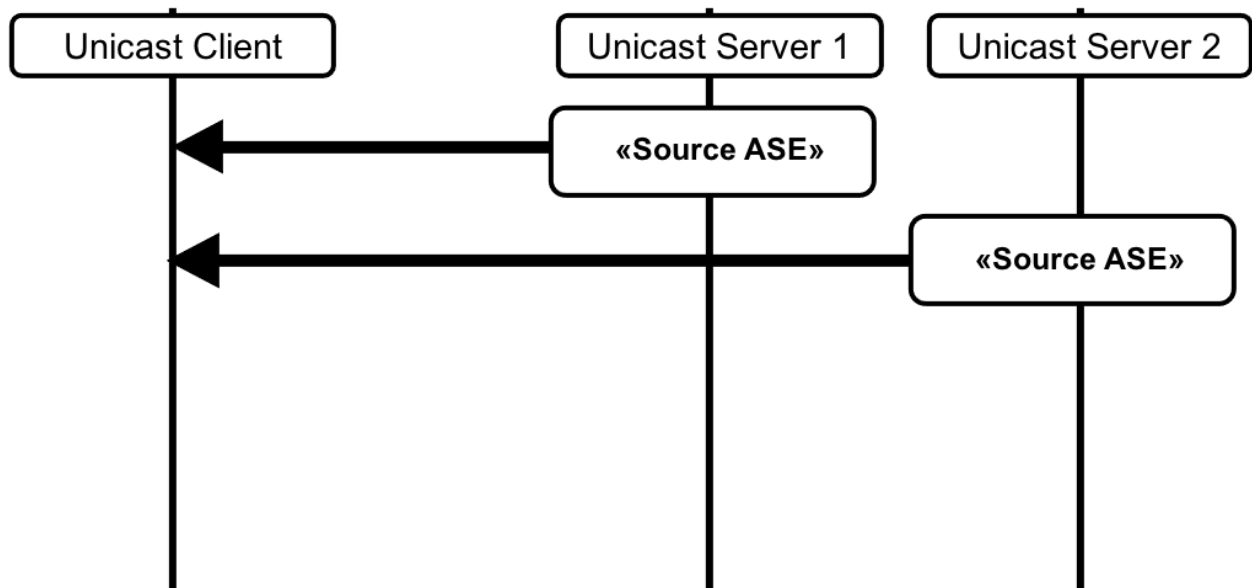 Unicast Client
Unicast Server 1
Unicast Server 2
«Source ASE»
«Source ASE»